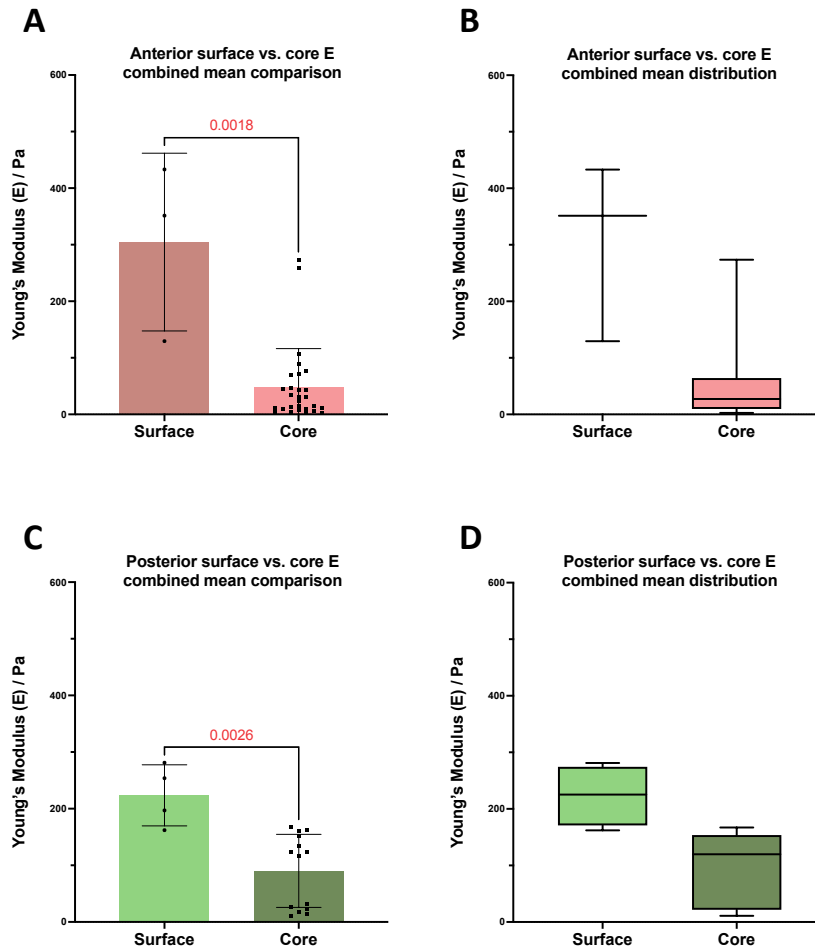 A
Anterior surface vs. core E
combined mean comparison
600
400
200
0
Young's Modulus (E) / Pa
0.0018
Surface
Core
B
Anterior surface vs. core E
combined mean distribution
600
400
200
0
Young's Modulus (E) / Pa
Surface
Core
C
Posterior surface vs. core E
combined mean comparison
600
400
200
0
Young's Modulus (E) / Pa
0.0026
Surface
Core
D
Posterior surface vs. core E
combined mean distribution
600
400
200
0
Young's Modulus (E) / Pa
Surface
Core